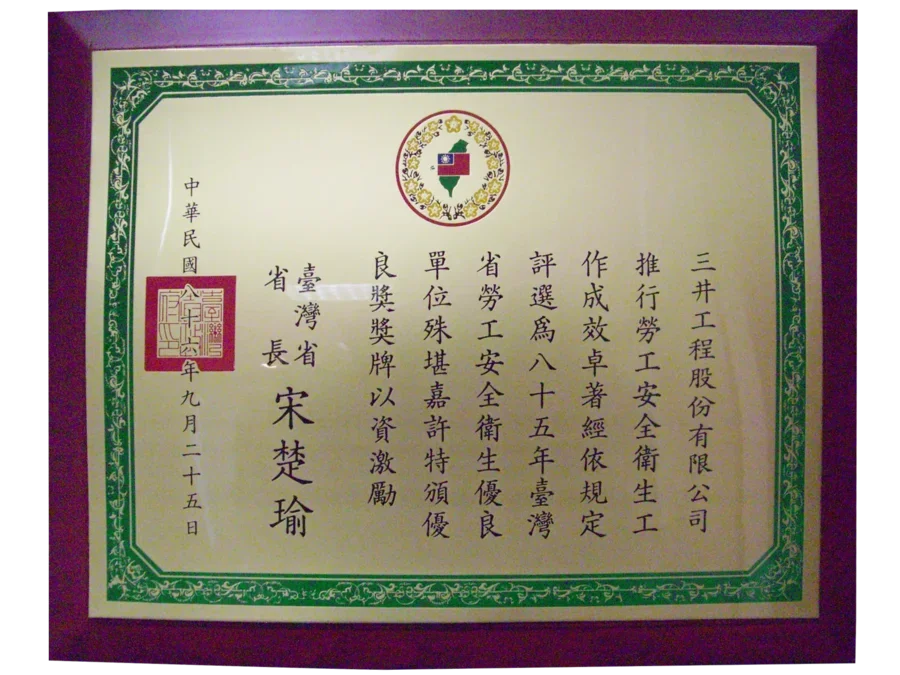 三井工程股份有限公司
推行勞工安全衛生工
作成效卓著經依規定
評選為八十五年臺灣
省勞工安全衛生優良
單位殊堪嘉許特頒優
良獎獎牌以資激勵
臺灣省
省長
宋楚瑜
中華民國八十六年九月二十五日